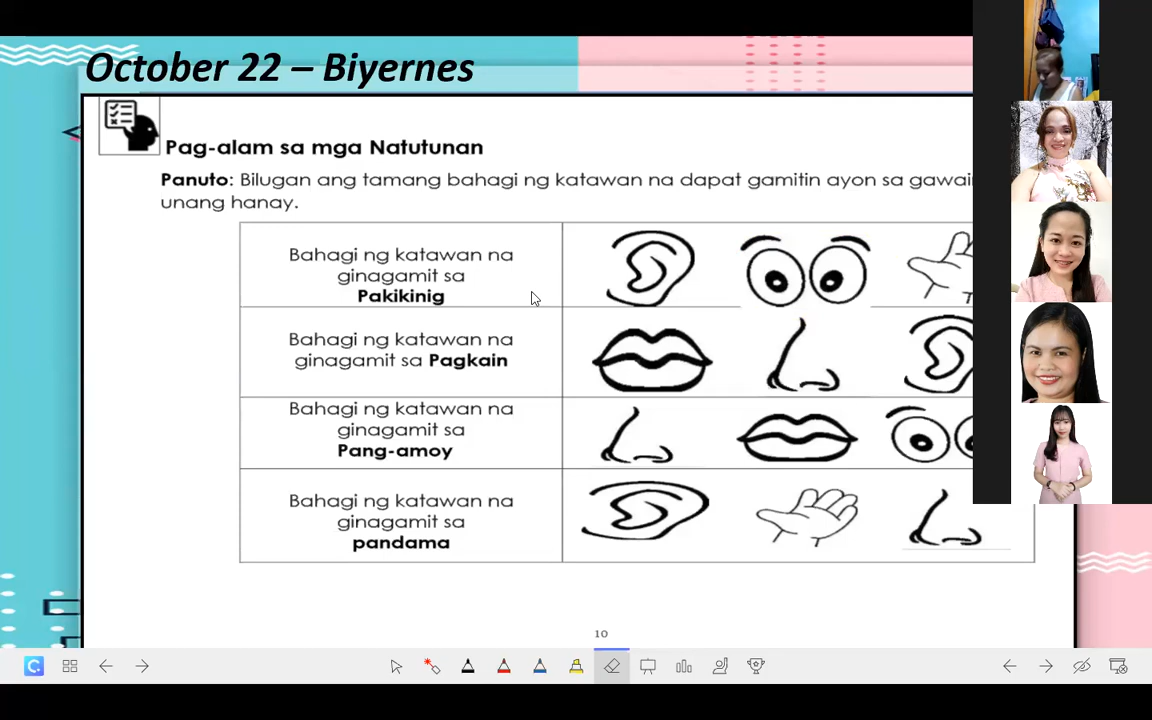 October 22 – Biyernes
Pag-alam sa mga Natutunan
Panuto: Bilugan ang tamang bahagi ng katawan na dapat gamitin ayon sa
unang hanay.
Bahagi ng katawan na
ginagamit sa
Pakikinig
Bahagi ng katawan na
ginagamit sa Pagkain
Bahagi ng katawan na
ginagamit sa
Pang-amoy
Bahagi ng katawan na
ginagamit sa
pandama
10